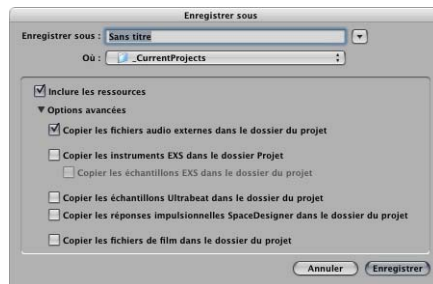 Enregistrer sous
Enregistrer sous : Sans titre
Où : _CurrentProjects
Inclure les ressources
Options avancées
Copier les fichiers audio externes dans le dossier du projet
Copier les instruments EXS dans le dossier Projet
Copier les échantillons EXS dans le dossier du projet
Copier les échantillons Ultrabeat dans le dossier du projet
Copier les réponses impulsionnelles SpaceDesigner dans le dossier du projet
Copier les fichiers de film dans le dossier du projet
Annuler Enregistrer